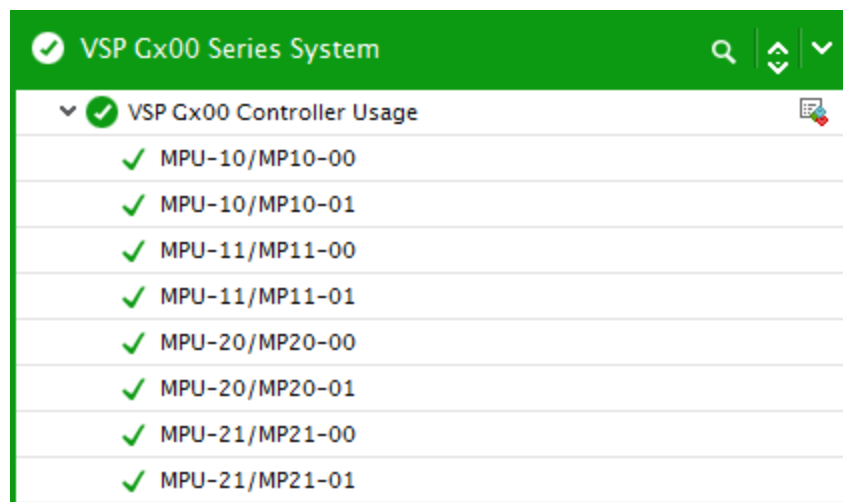 VSP Gx00 Series System
VSP Gx00 Controller Usage
MPU-10/MP10-00
MPU-10/MP10-01
MPU-11/MP11-00
MPU-11/MP11-01
MPU-20/MP20-00
MPU-20/MP20-01
MPU-21/MP21-00
MPU-21/MP21-01